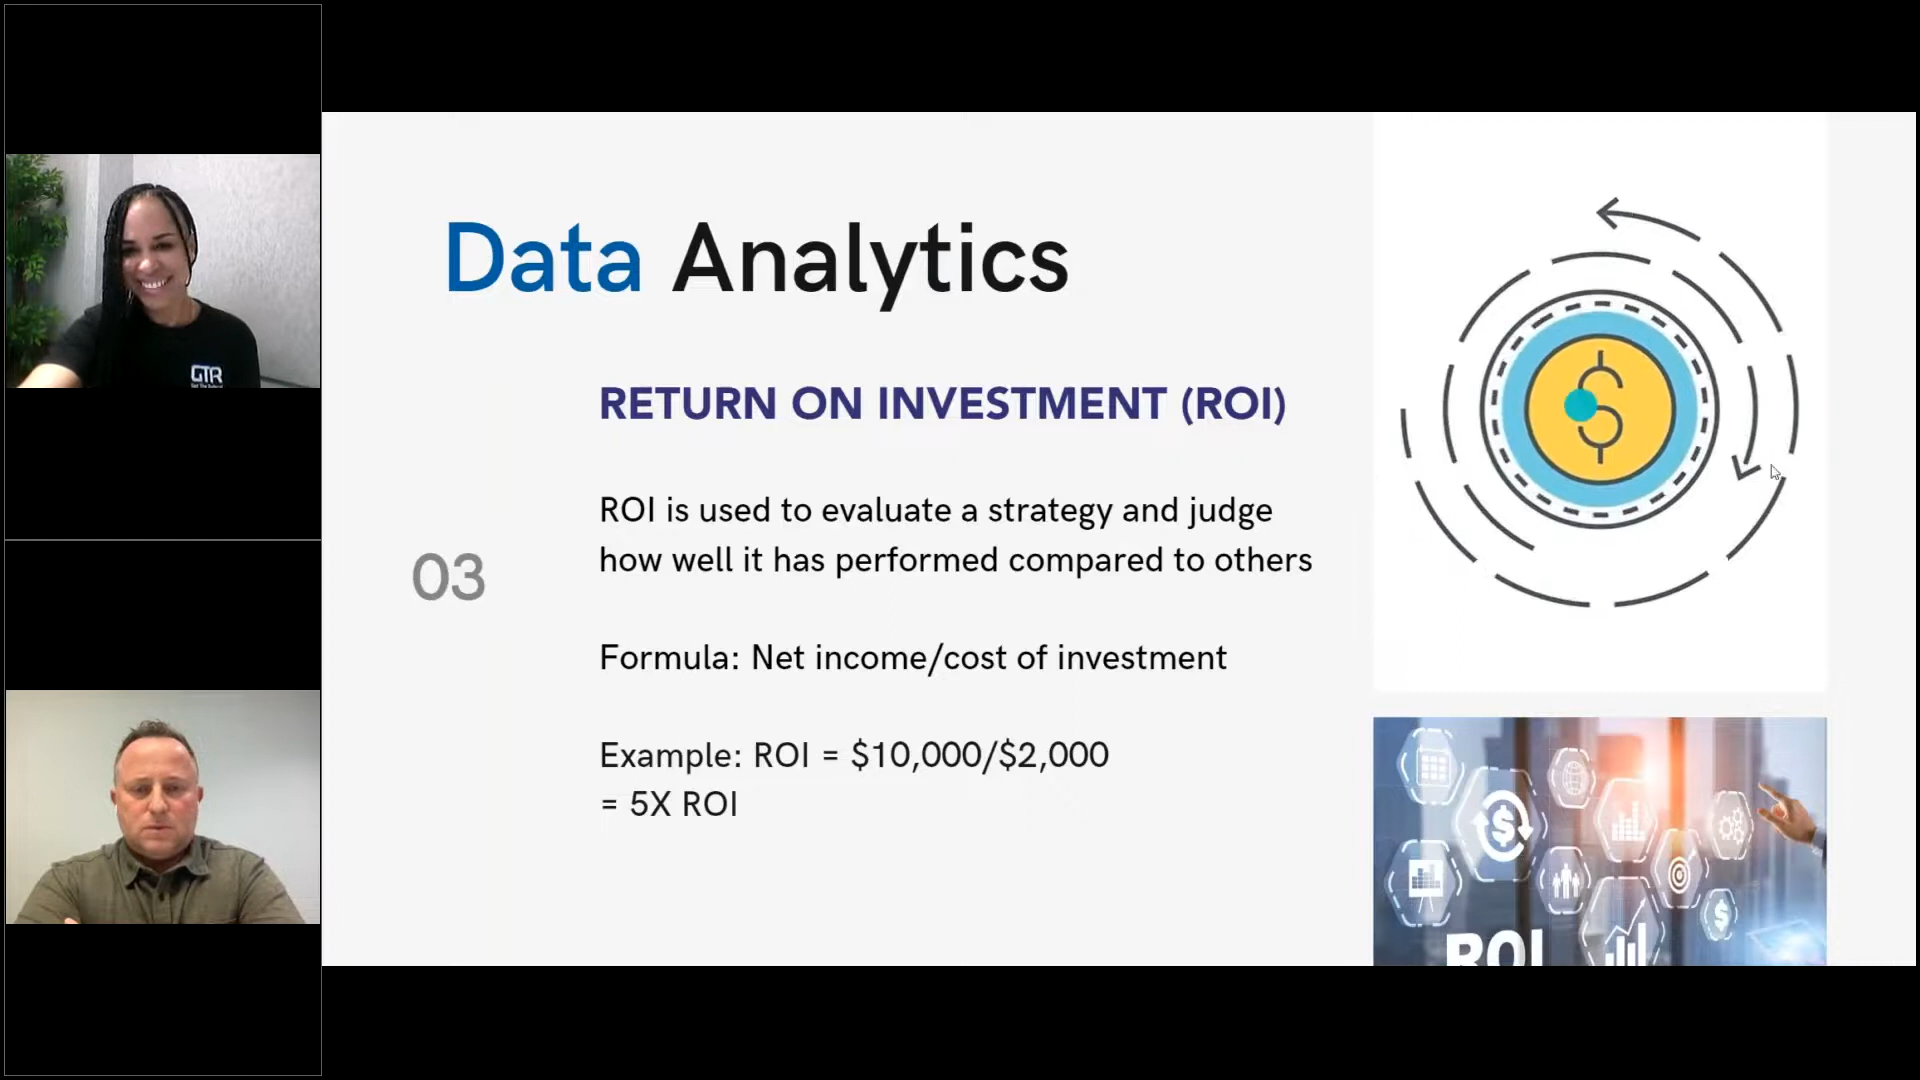 GTR
Data Analytics
RETURN ON INVESTMENT (ROI)
ROI is used to evaluate a strategy and judge
how well it has performed compared to others
03
Formula: Net income/cost of investment
Example: ROI = $10,000/$2,000
= 5X ROI
ROI